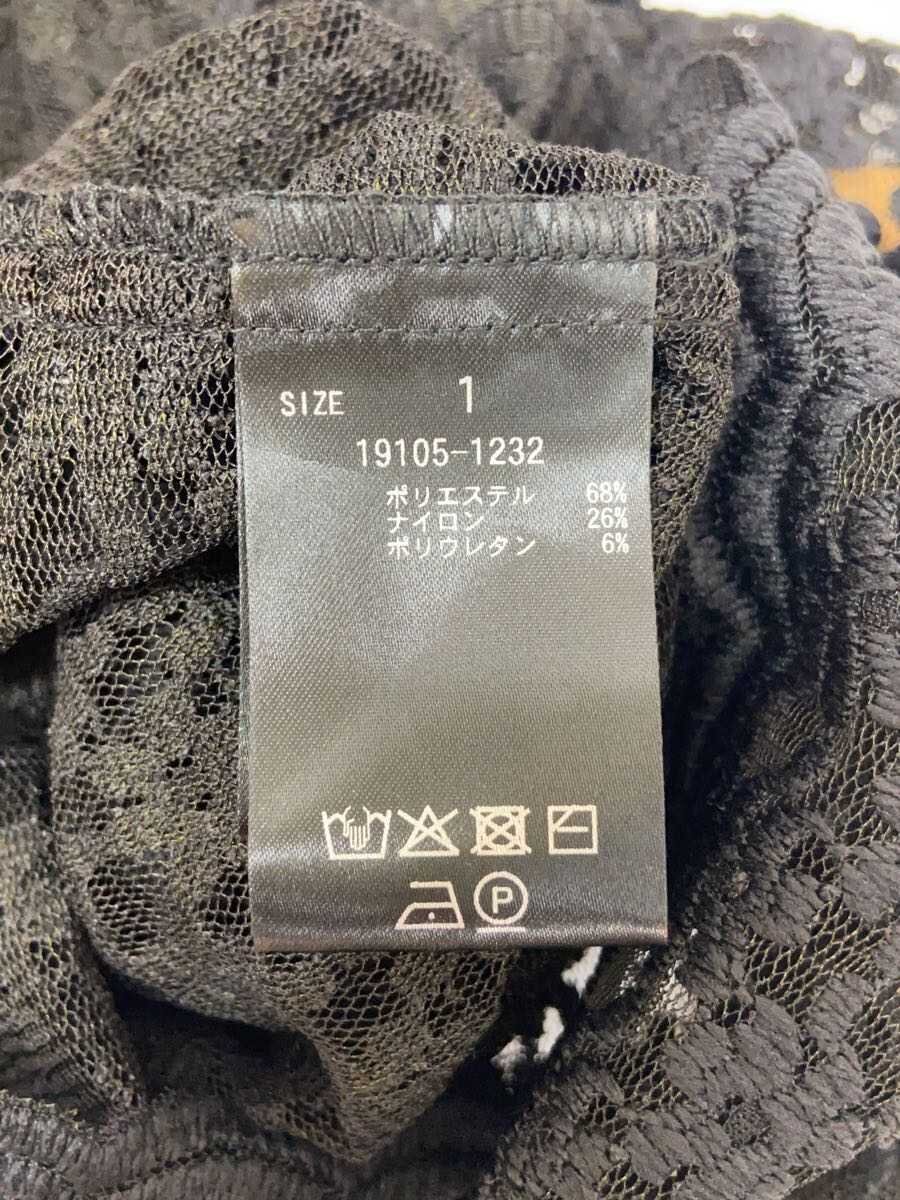 SIZE 1
19105-1232
ポリエステル 68%
ナイロン 26%
ポリウレタン 6%
P